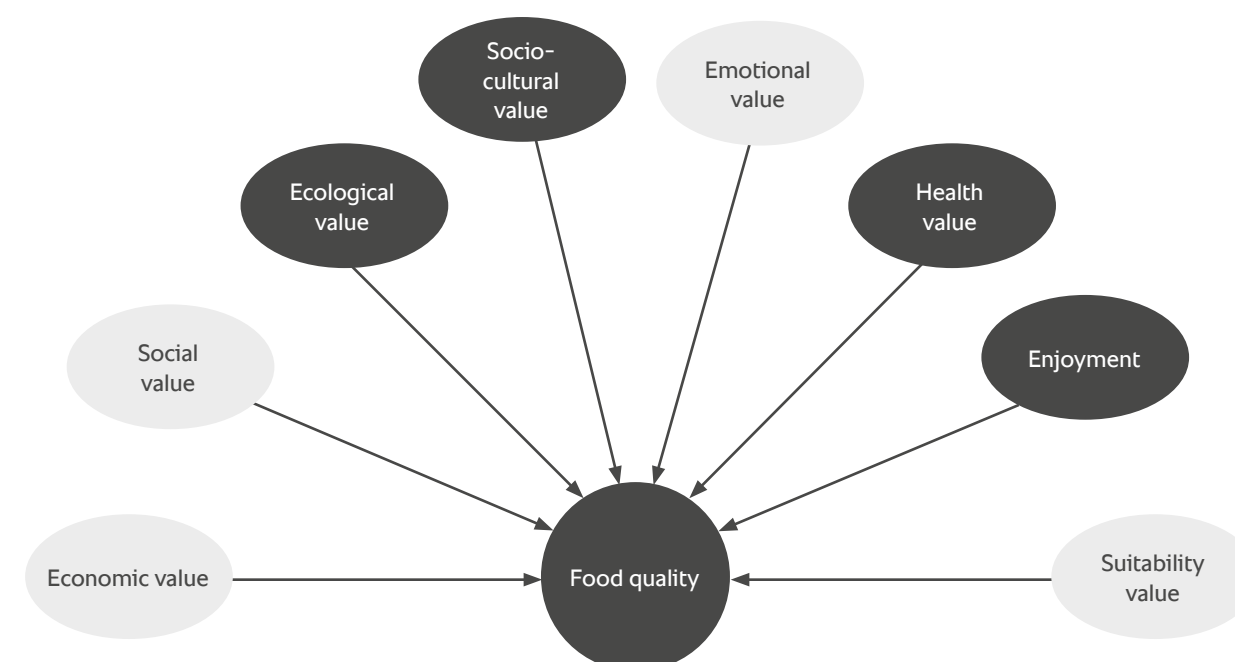 Socio-
cultural
value
Emotional
value
Ecological
value
Health
value
Social
value
Enjoyment
Economic value
Food quality
Suitability
value